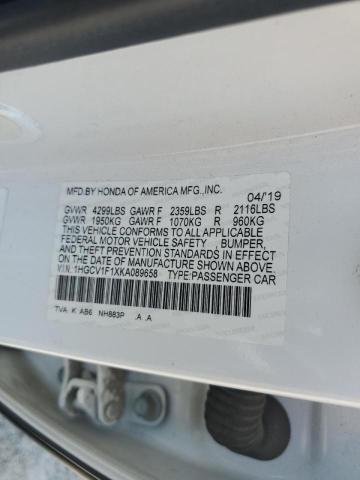 MFD.BY HONDA OF AMERICA MFG.,INC. 04/'19
GVWR 4299LBS GAWR F 2359LBS R 2116LBS
GVWR 1950KG GAWR F 1070KG R 960KG
THIS VEHICLE CONFORMS TO ALL APPLICABLE
FEDERAL MOTOR VEHICLE SAFETY , BUMPER,
AND THEFT PREVENTION STANDARDS IN EFFECT
ON THE DATE OF MANUFACTURE SHOWN ABOVE.
V.I.N.:1HGCV1F1XKA089658 TYPE:PASSENGER CAR
TVA K AB6 NH883P .A .A